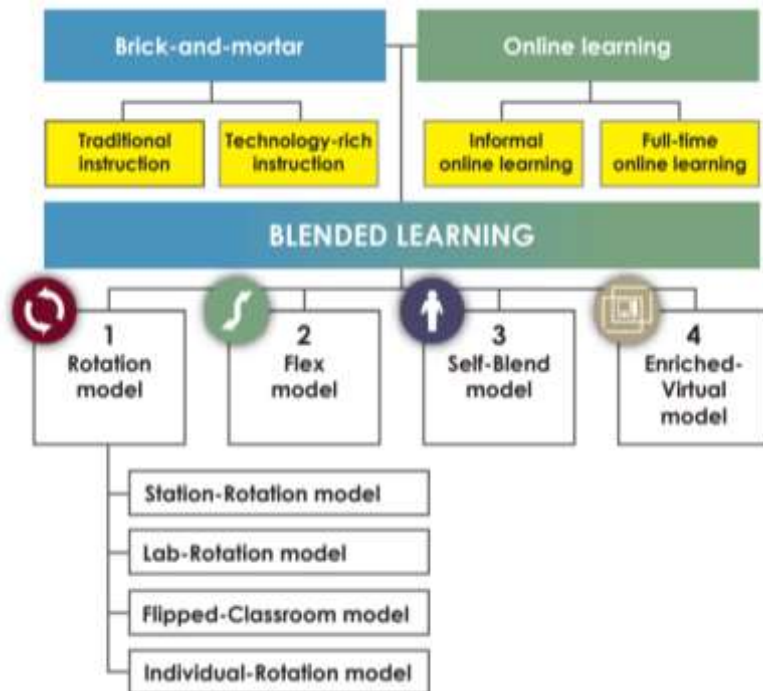 Brick-and-mortar
Online learning
Traditional
instruction
Technology-rich
instruction
Informal
online learning
Full-time
online learning
BLENDED LEARNING
1
Rotation
model
2
Flex
model
3
Self-Blend
model
4
Enriched-
Virtual
model
Station-Rotation model
Lab-Rotation model
Flipped-Classroom model
Individual-Rotation model